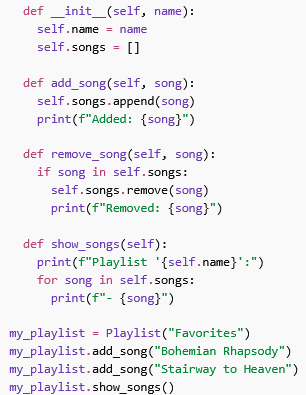 def __init__(self, name):
    self.name = name
    self.songs = []

  def add_song(self, song):
    self.songs.append(song)
    print(f"Added: {song}")

  def remove_song(self, song):
    if song in self.songs:
      self.songs.remove(song)
      print(f"Removed: {song}")

  def show_songs(self):
    print(f"Playlist '{self.name}':")
    for song in self.songs:
      print(f"- {song}")

my_playlist = Playlist("Favorites")
my_playlist.add_song("Bohemian Rhapsody")
my_playlist.add_song("Stairway to Heaven")
my_playlist.show_songs()